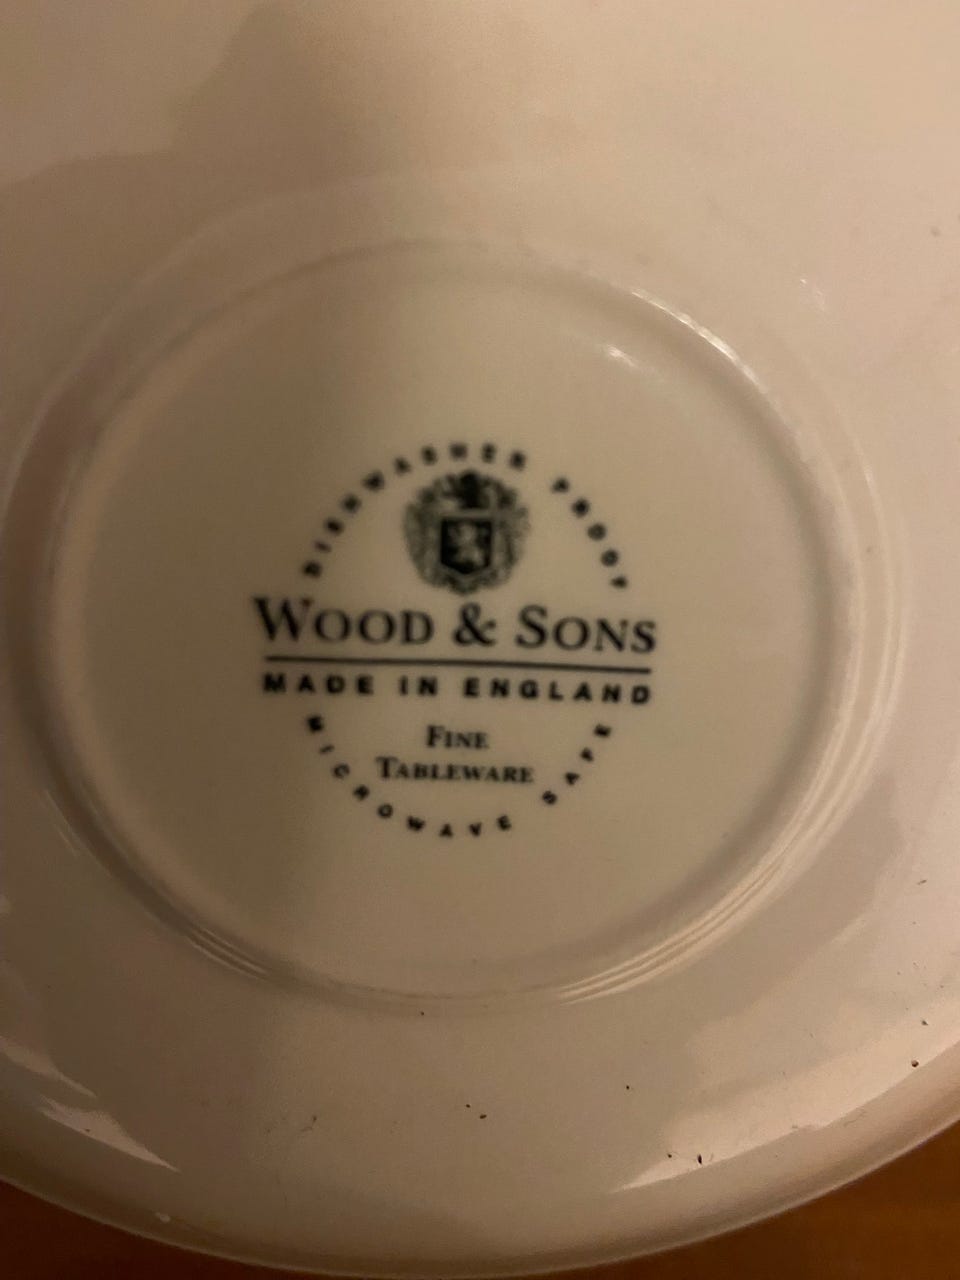 DISHWASHER PROOF
WOOD & SONS
MADE IN ENGLAND
FINE
TABLEWARE
MICROWAVE SAFE